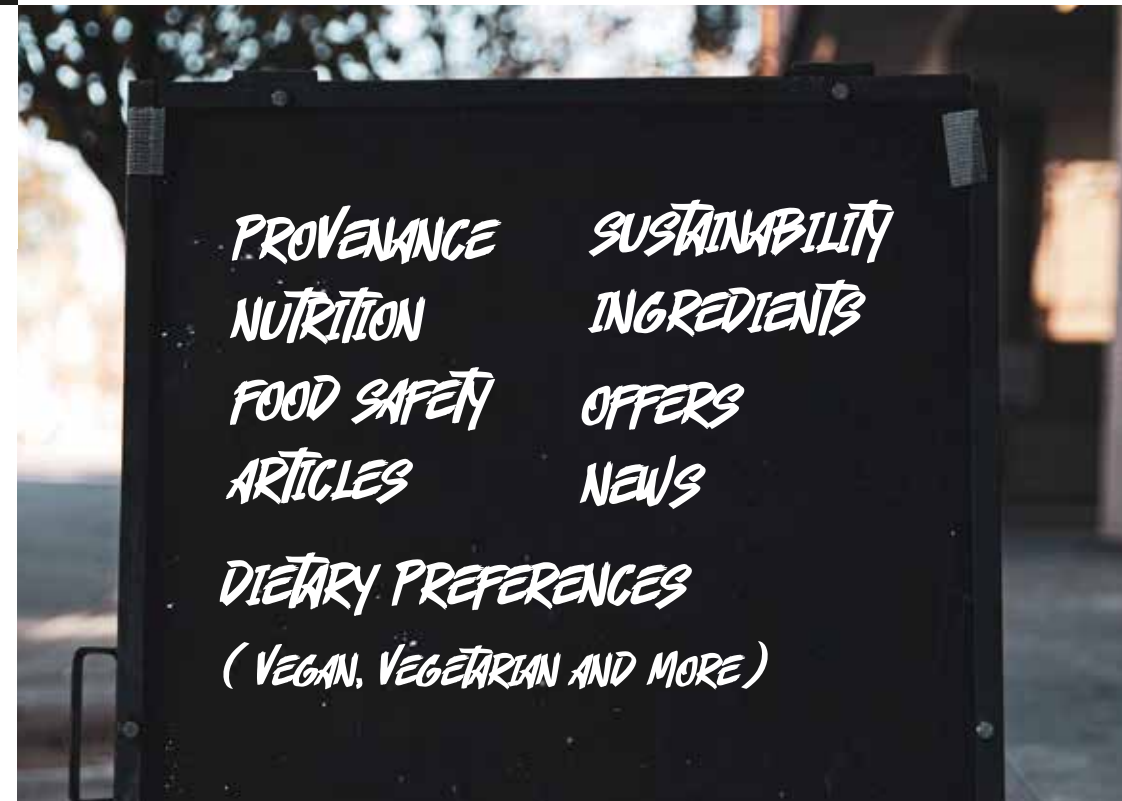 PROVENANCE
NUTRITION
FOOD SAFETY
ARTICLES
SUSTAINABILITY
INGREDIENTS
OFFERS
NEWS
DIETARY PREFERENCES
( VEGAN, VEGETARIAN AND MORE )